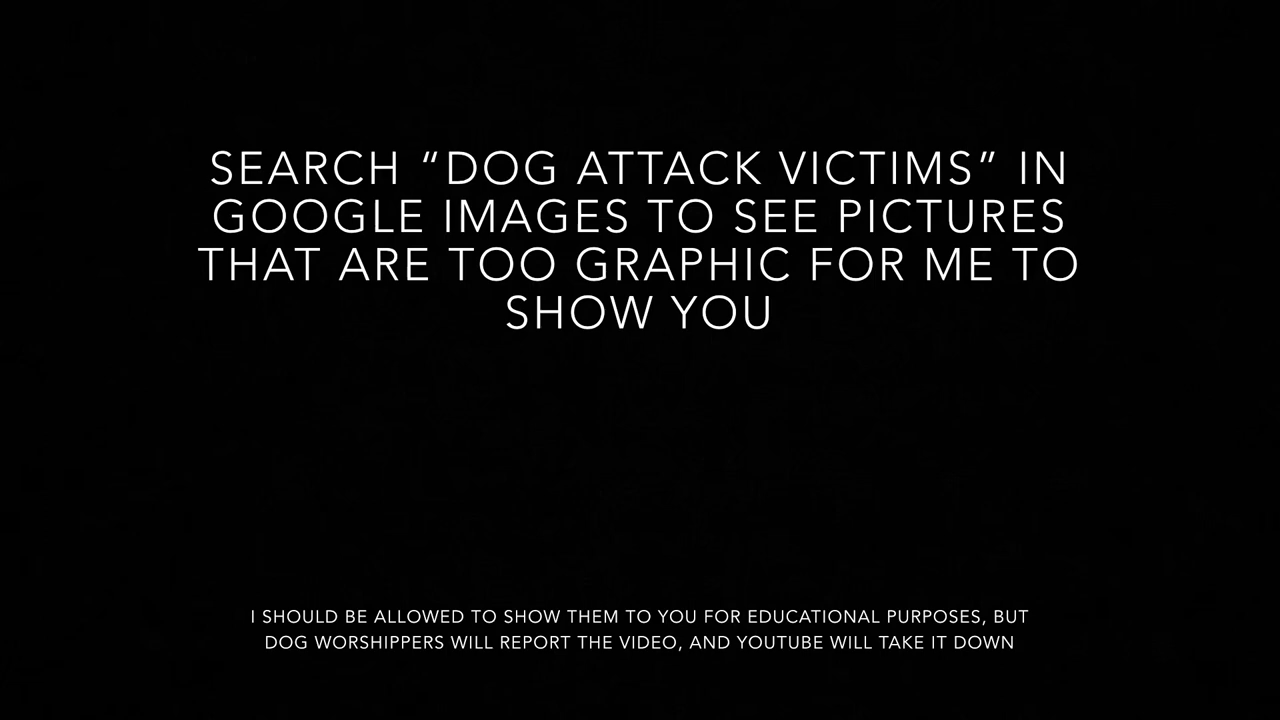 SEARCH “DOG ATTACK VICTIMS” IN
GOOGLE IMAGES TO SEE PICTURES
THAT ARE TOO GRAPHIC FOR ME TO
SHOW YOU
I SHOULD BE ALLOWED TO SHOW THEM TO YOU FOR EDUCATIONAL PURPOSES, BUT
DOG WORSHIPPERS WILL REPORT THE VIDEO, AND YOUTUBE WILL TAKE IT DOWN